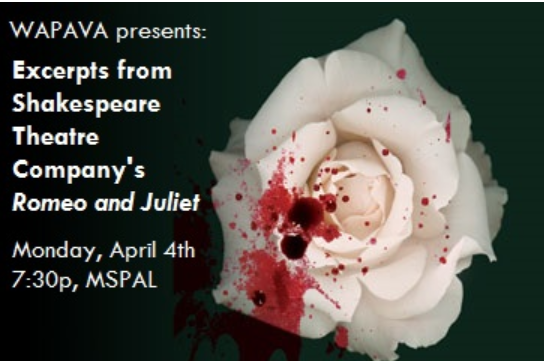 WAPAVA presents:
Excerpts from
Shakespeare
Theatre
Company's
Romeo and Juliet
Monday, April 4th
7:30p, MSPAL